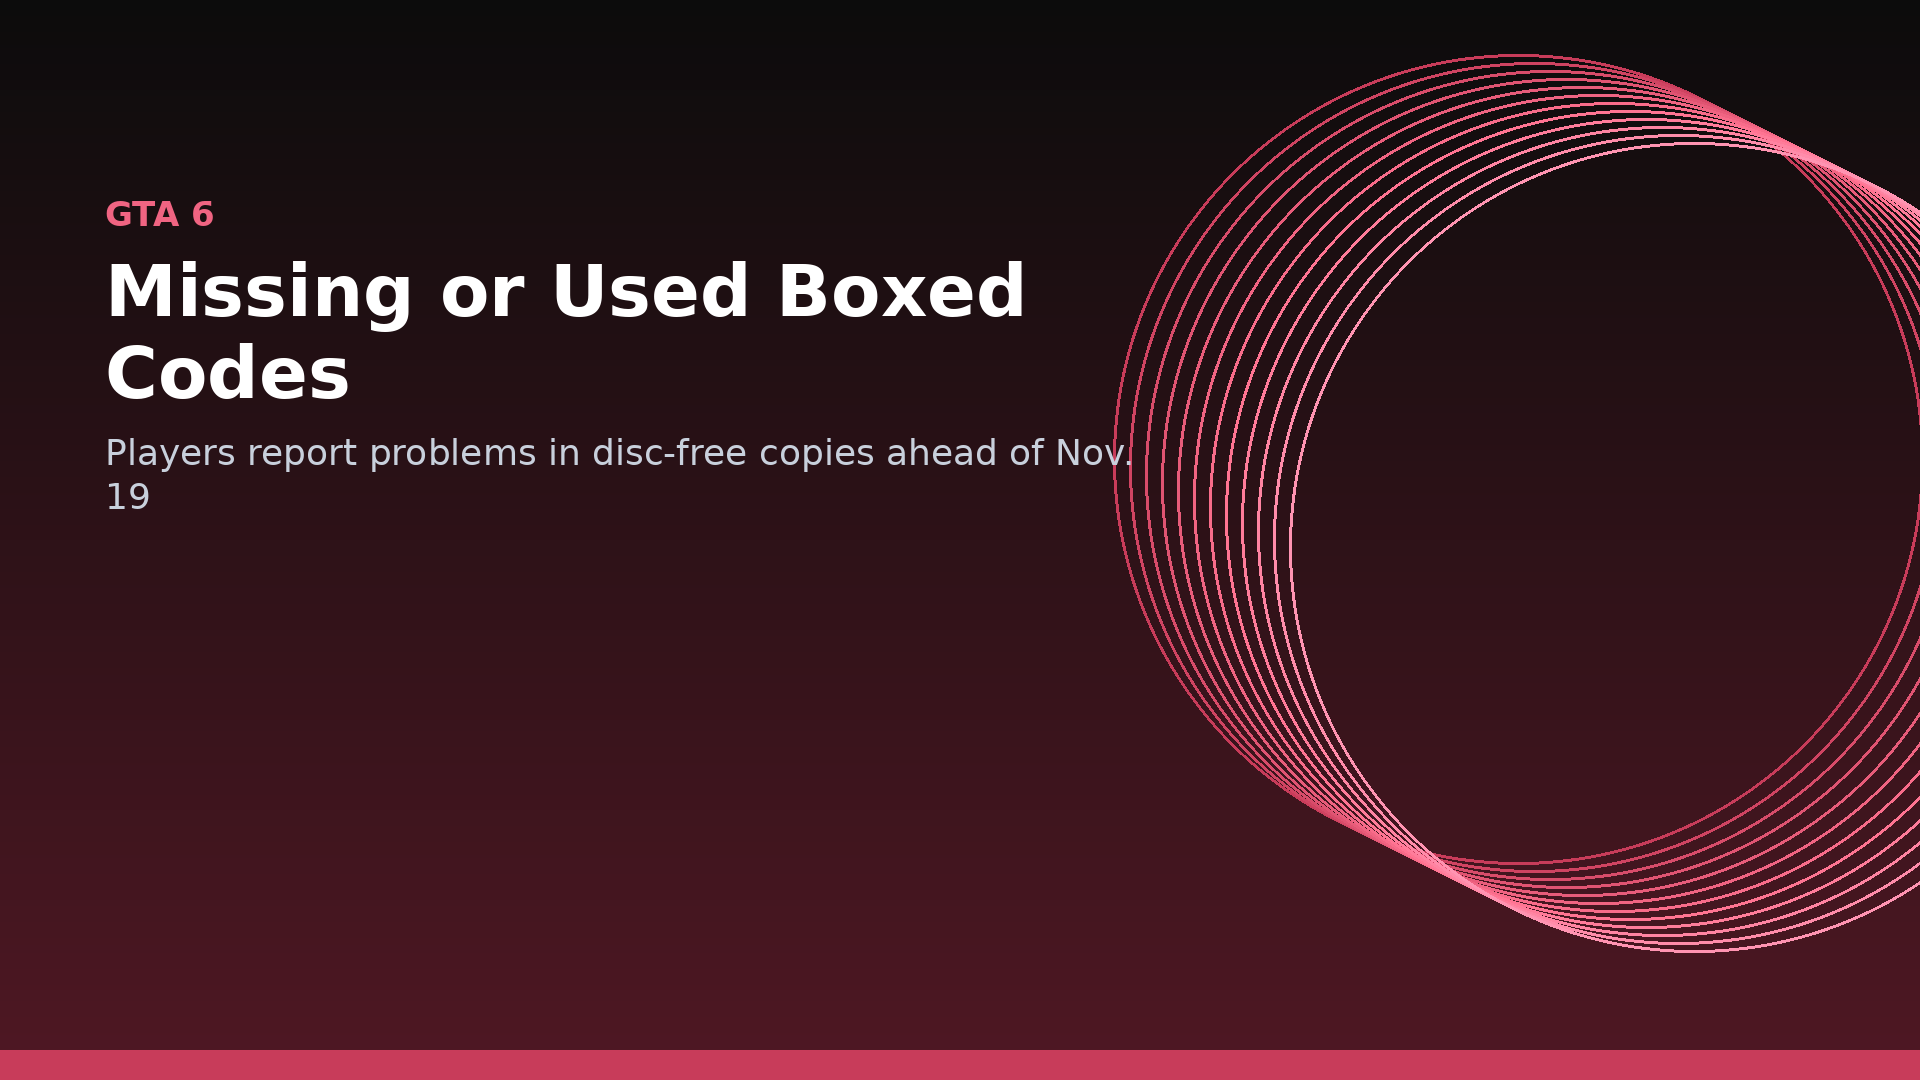 GTA 6
Missing or Used Boxed
Codes
Players report problems in disc-free copies ahead of Nov.
19